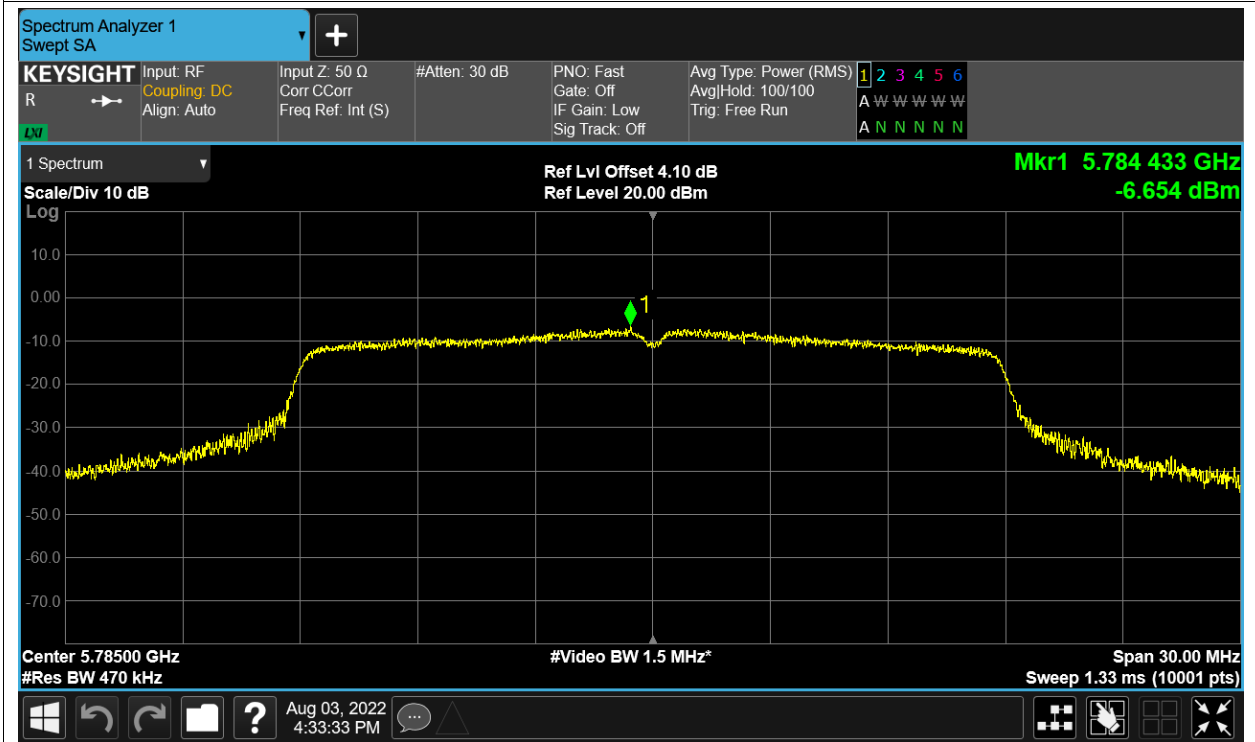 Spectrum Analyzer 1
Swept SA
+
KEYSIGHT
R
LXI
Input: RF
Coupling: DC
Align: Auto
Input Z: 50 Ω
Corr CCorr
Freq Ref: Int (S)
#Atten: 30 dB
PNO: Fast
Gate: Off
IF Gain: Low
Sig Track: Off
Avg Type: Power (RMS)
Avg|Hold: 100/100
Trig: Free Run
1 2 3 4 5 6
A W W W W W
A N N N N N
1 Spectrum
Scale/Div 10 dB
Log
Ref Lvl Offset 4.10 dB
Ref Level 20.00 dBm
Mkr1 5.784 433 GHz
-6.654 dBm
10.0
0.00
-10.0
-20.0
-30.0
-40.0
-50.0
-60.0
-70.0
1
Center 5.78500 GHz
#Res BW 470 kHz
#Video BW 1.5 MHz*
Span 30.00 MHz
Sweep 1.33 ms (10001 pts)
?
Aug 03, 2022
4:33:33 PM